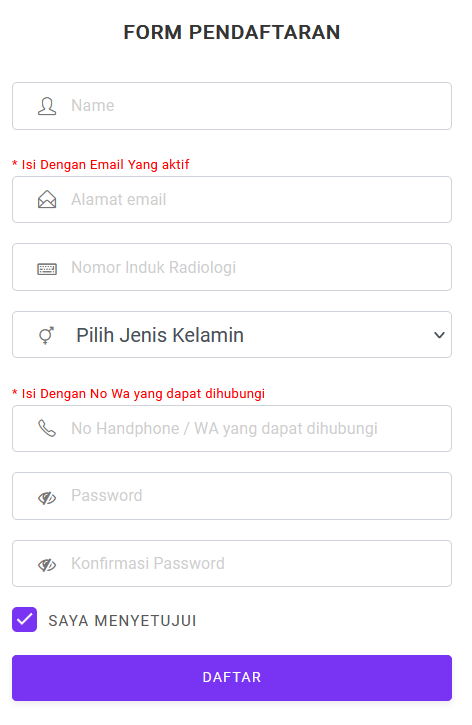 FORM PENDAFTARAN
Name
* Isi Dengan Email Yang aktif
Alamat email
Nomor Induk Radiologi
Pilih Jenis Kelamin
* Isi Dengan No Wa yang dapat dihubungi
No Handphone / WA yang dapat dihubungi
Password
Konfirmasi Password
SAYA MENYETUJUI
DAFTAR